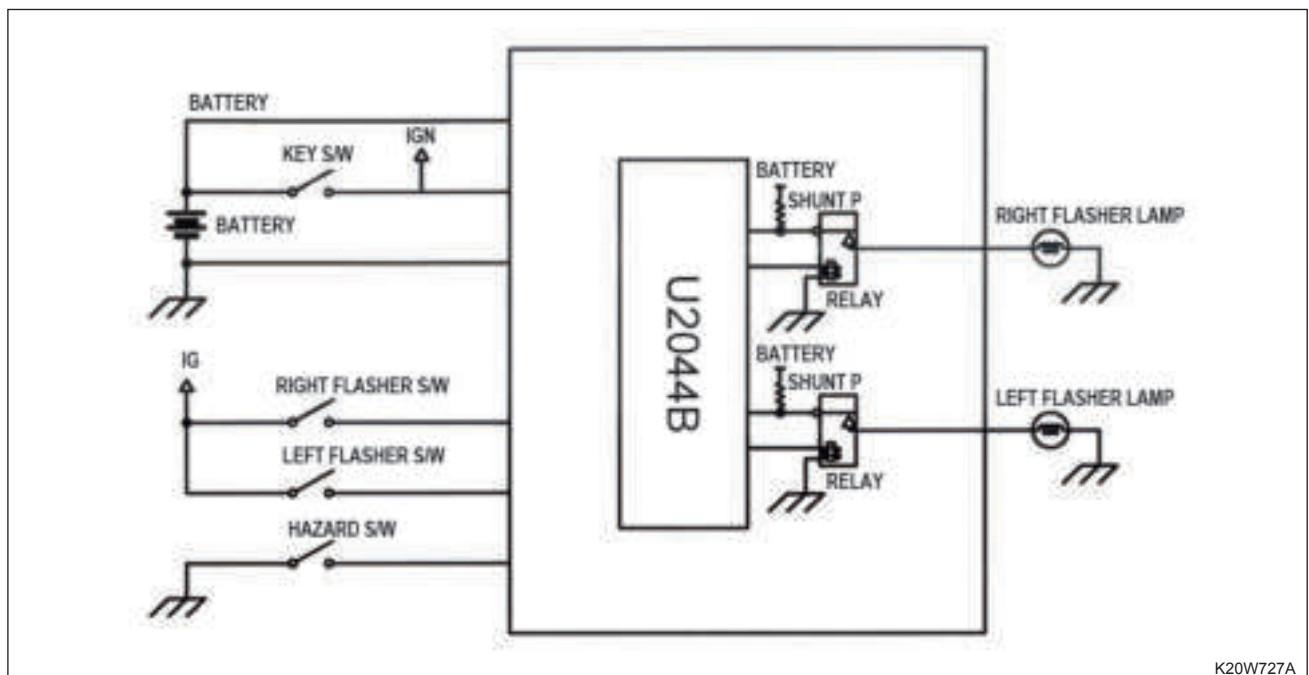 BATTERY
IGN
KEY S/W
BATTERY
SHUNT P
RIGHT FLASHER LAMP
BATTERY
RELAY
U2044B
BATTERY
IG
SHUNT P
RIGHT FLASHER S/W
LEFT FLASHER LAMP
LEFT FLASHER S/W
RELAY
HAZARD S/W
K20W727A